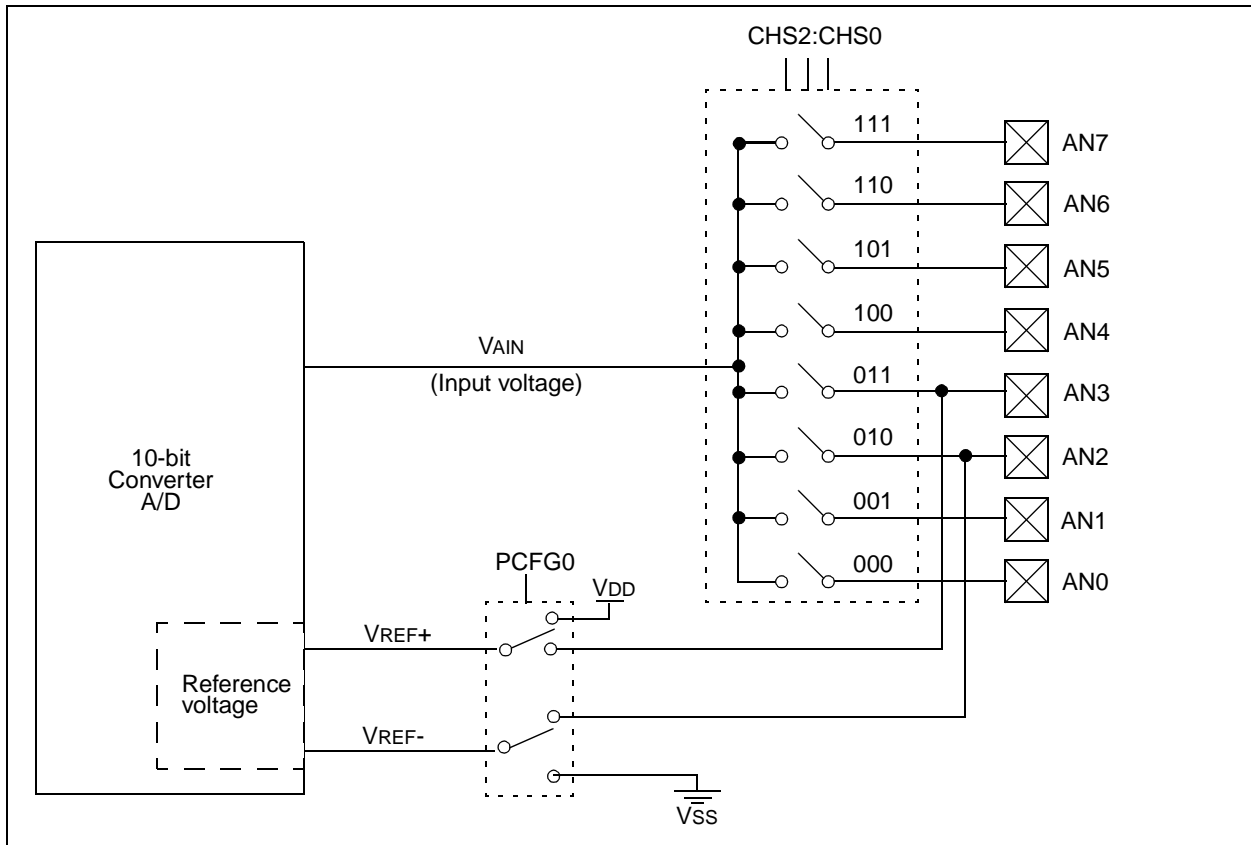 CHS2:CHS0
111
AN7
110
AN6
101
AN5
100
AN4
VAIN
(Input voltage)
011
AN3
010
AN2
10-bit
Converter
A/D
001
AN1
000
AN0
PCFG0
VDD
VREF+
Reference
voltage
VREF-
VSS